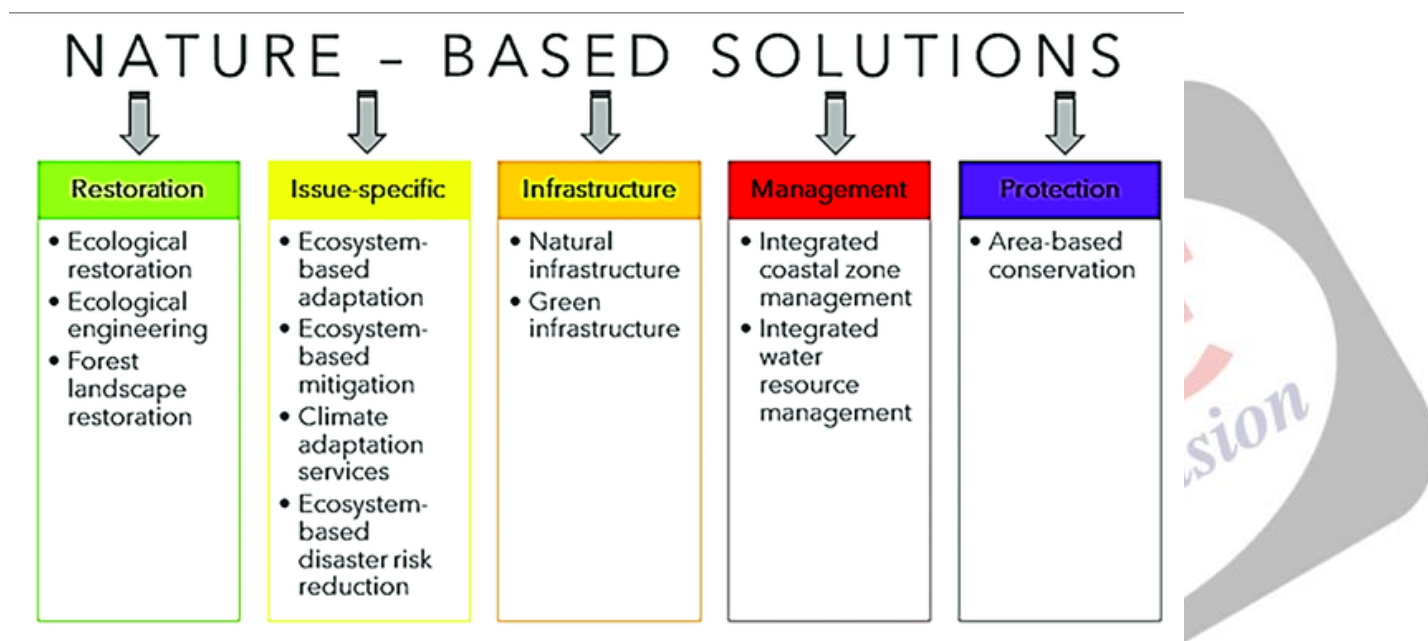 NATURE – BASED SOLUTIONS
Restoration
• Ecological
restoration
• Ecological
engineering
• Forest
landscape
restoration
Issue-specific
• Ecosystem-
based
adaptation
• Ecosystem-
based
mitigation
• Climate
adaptation
services
• Ecosystem-
based
disaster risk
reduction
Infrastructure
• Natural
infrastructure
• Green
infrastructure
Management
• Integrated
coastal zone
management
• Integrated
water
resource
management
Protection
• Area-based
conservation